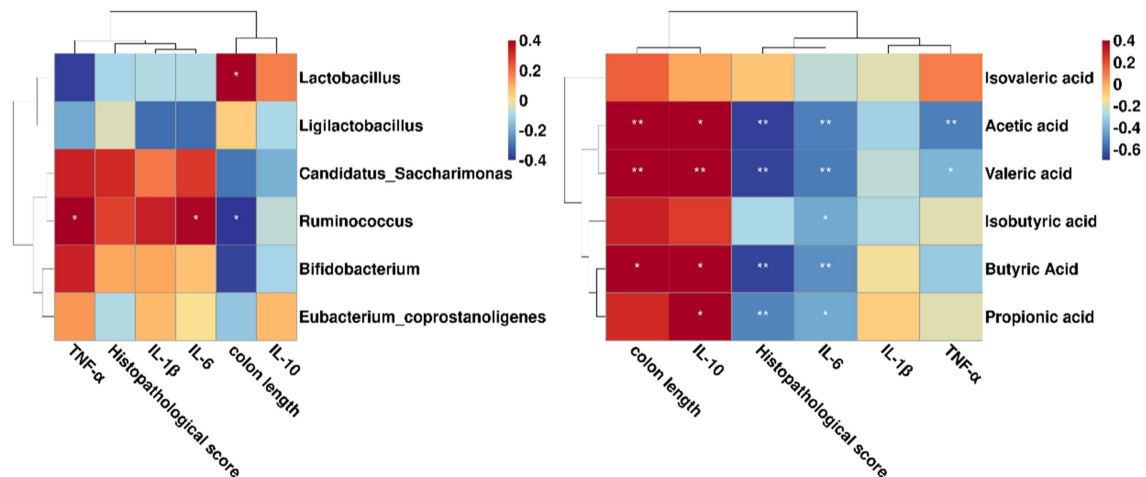 0.4
0.2
0
-0.2
-0.4
Lactobacillus
*
Ligilactobacillus
Candidatus_Saccharimonas
Ruminococcus
* * *
Bifidobacterium
Eubacterium_coprostanoligenes
TNF-α
Histopathological score
IL-1β
IL-6
colon length
IL-10
0.4
0.2
0
-0.2
-0.4
-0.6
Isovaleric acid
** * ** ** ** Acetic acid
** ** ** ** * Valeric acid
* Isobutyric acid
* * ** ** Butyric Acid
* ** * Propionic acid
colon length
IL-10
Histopathological score
IL-6
IL-1β
TNF-α